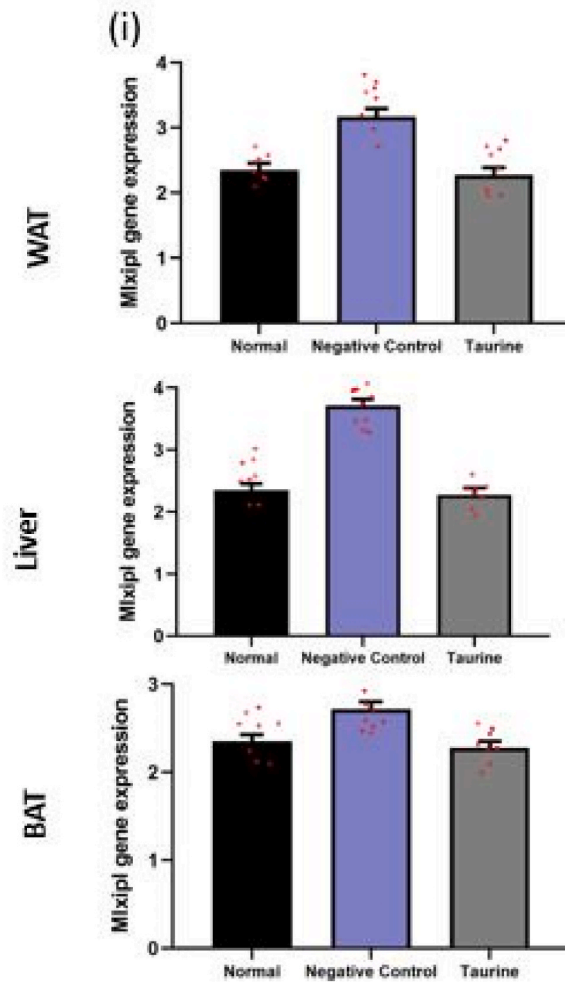 (i)
WAT
Mlxipl gene expression
4
3
2
1
0
Normal Negative Control Taurine
Liver
Mlxipl gene expression
4
3
2
1
0
Normal Negative Control Taurine
BAT
Mlxipl gene expression
3
2
1
0
Normal Negative Control Taurine